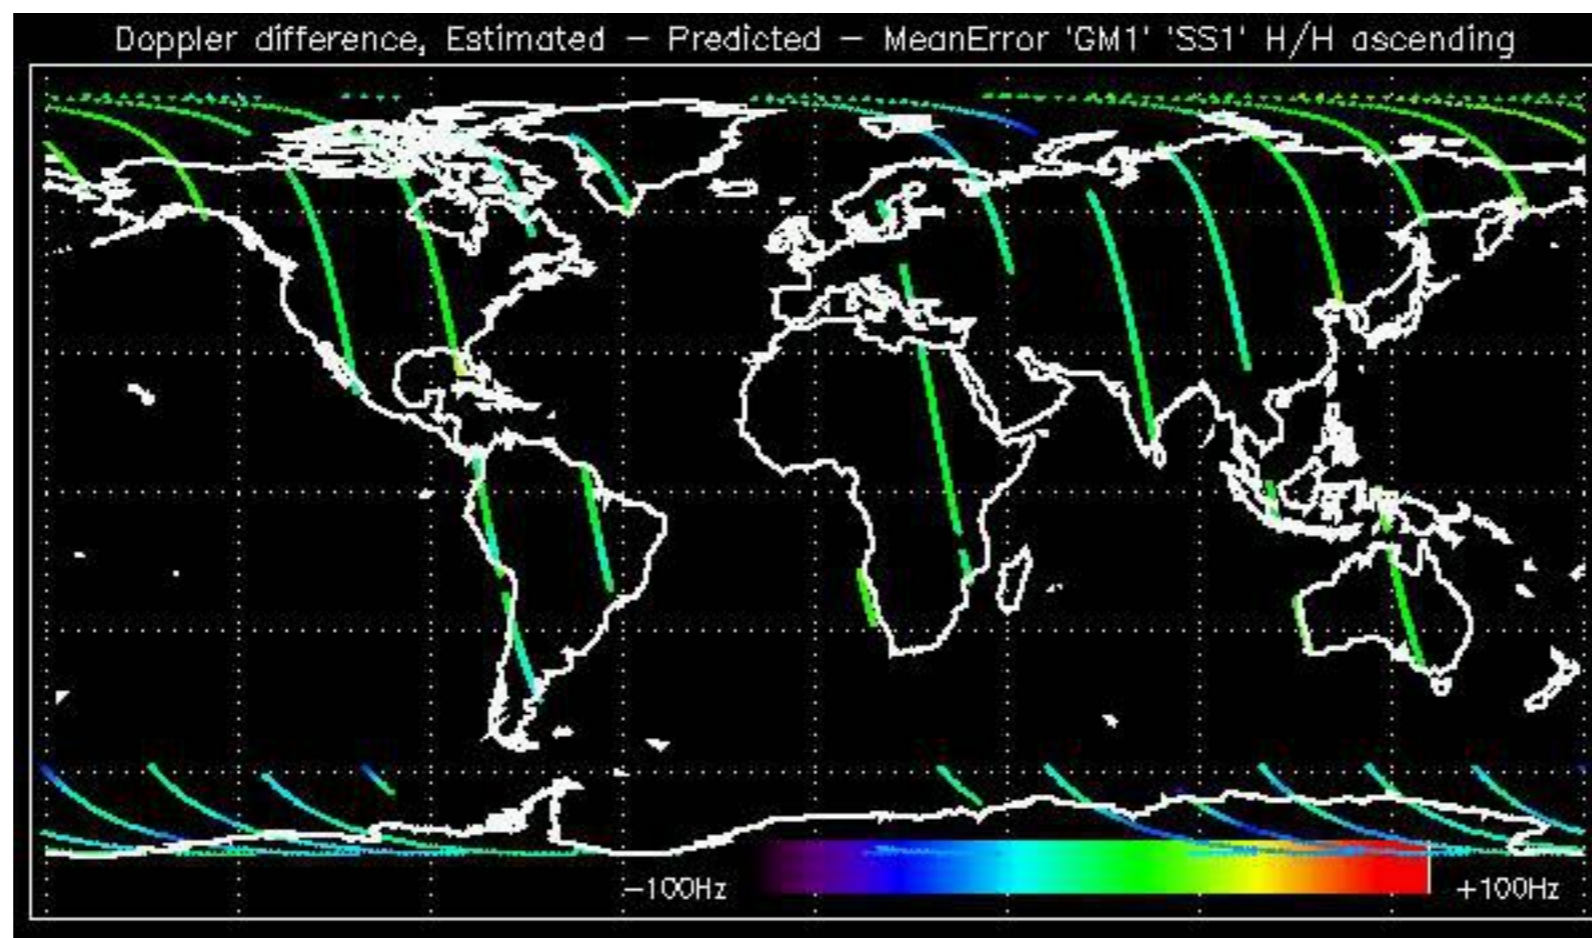 Doppler difference, Estimated − Predicted − MeanError 'GM1' 'SS1' H/H ascending
−100Hz
+100Hz